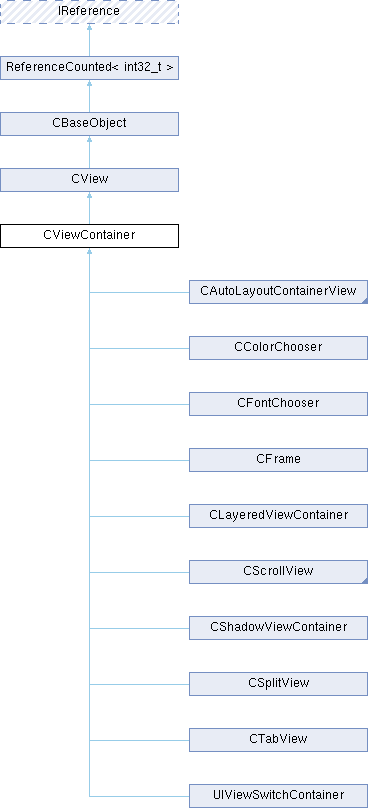 IReference
ReferenceCounted< int32_t >
CBaseObject
CView
CViewContainer
CAutoLayoutContainerView
CColorChooser
CFontChooser
CFrame
CLayeredViewContainer
CScrollView
CShadowViewContainer
CSplitView
CTabView
UIViewSwitchContainer